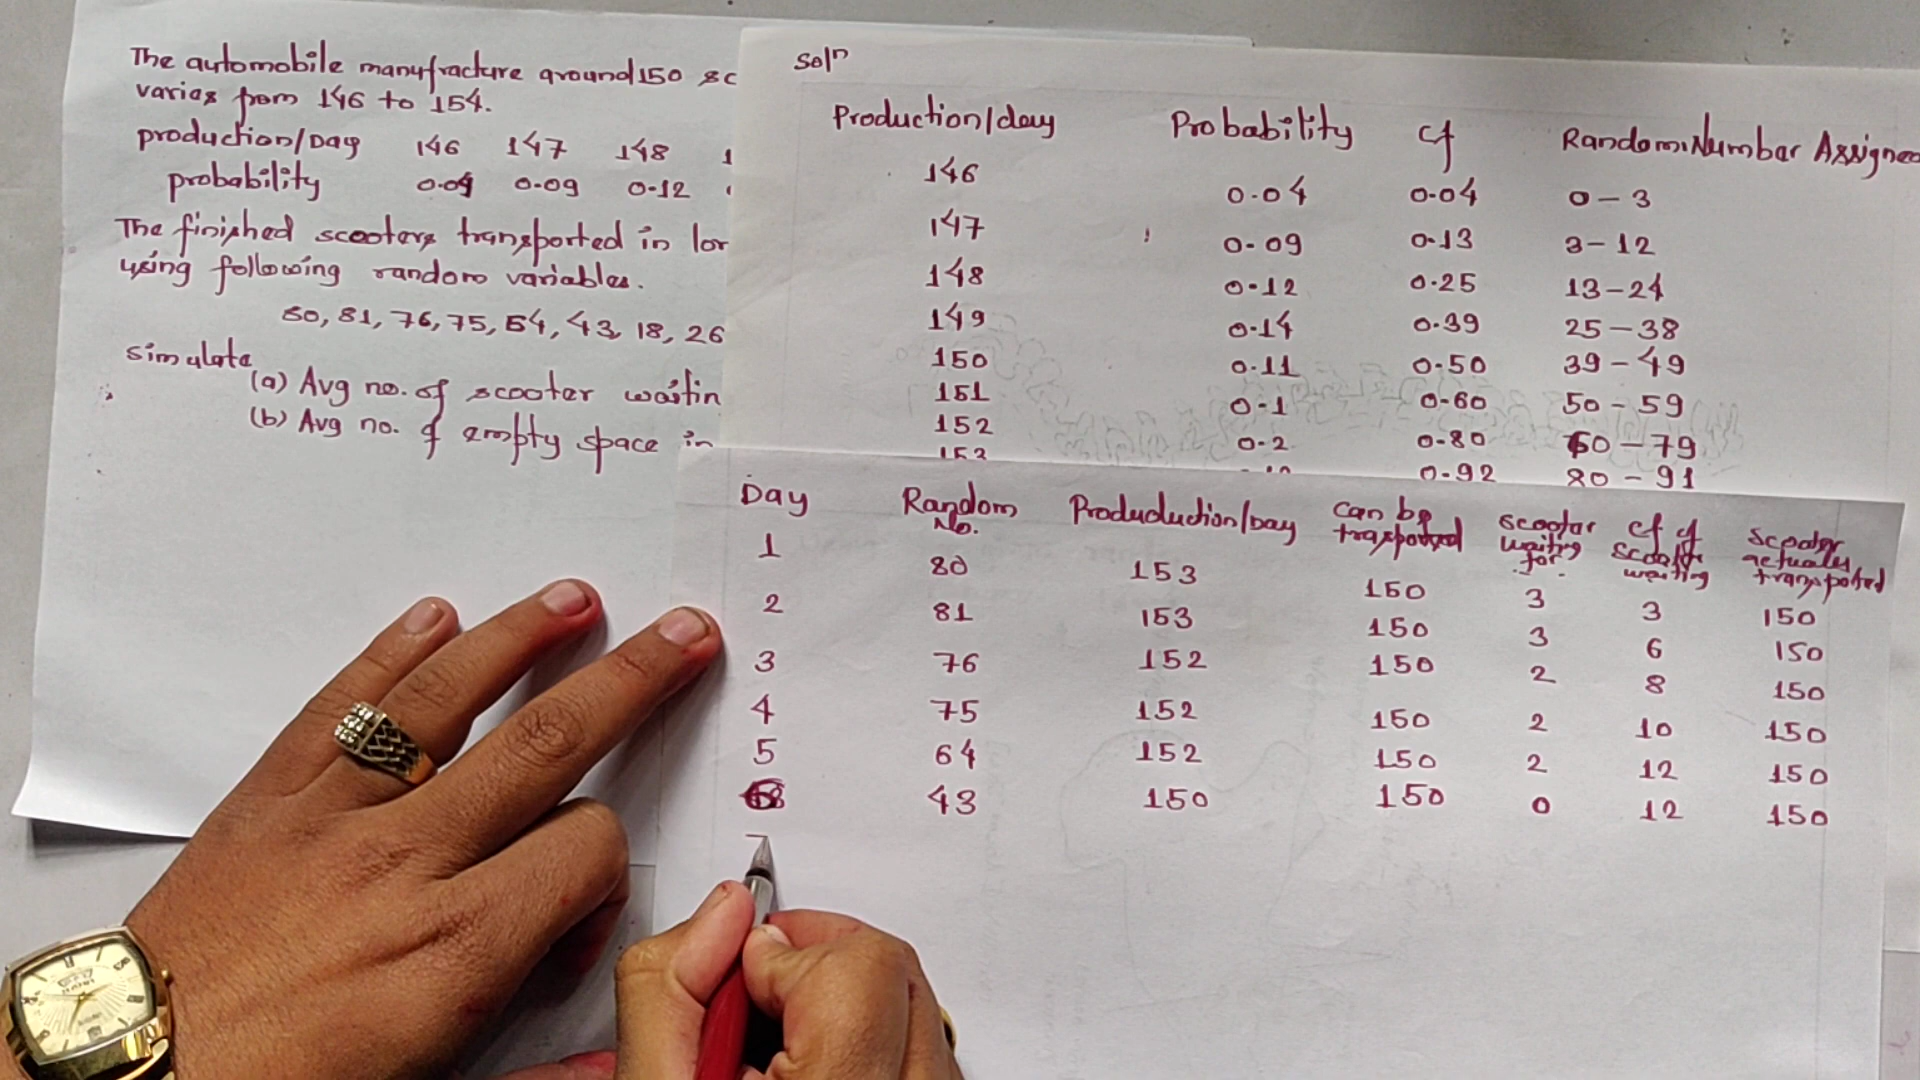 The automobile manufracture around 150 sc
varies from 146 to 154.
production/Day 146 147 148 1
probability 0.04 0.09 0.12
The finished scooters transported in lor
using following random variables.
80, 81, 76, 75, 54, 43, 18, 26
simulate
(a) Avg no. of scooter waitin
(b) Avg no. of empty space in
Soln
Production/day Probability cf Random Number Assigned
146 0.04 0.04 0-3
147 0.09 0.13 3-12
148 0.12 0.25 13-24
149 0.14 0.39 25-38
150 0.11 0.50 39-49
151 0.1 0.60 50-59
152 0.2 0.80 60-79
153 0.92 80-91
Day Random No. Produduction/Day can be trasported scooter waiting for cf of scooter waiting scooter actually transported
1 80 153 150 3 3 150
2 81 153 150 3 6 150
3 76 152 150 2 8 150
4 75 152 150 2 10 150
5 64 152 150 2 12 150
43 150 150 0 12 150